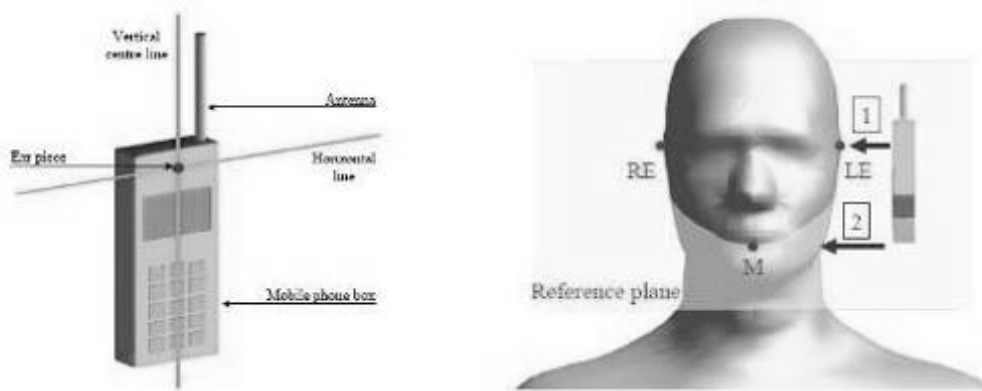 Vertical
centre line
Antenna
Ear piece
Horizontal
line
Mobile phone box
1
RE
LE
2
M
Reference plane